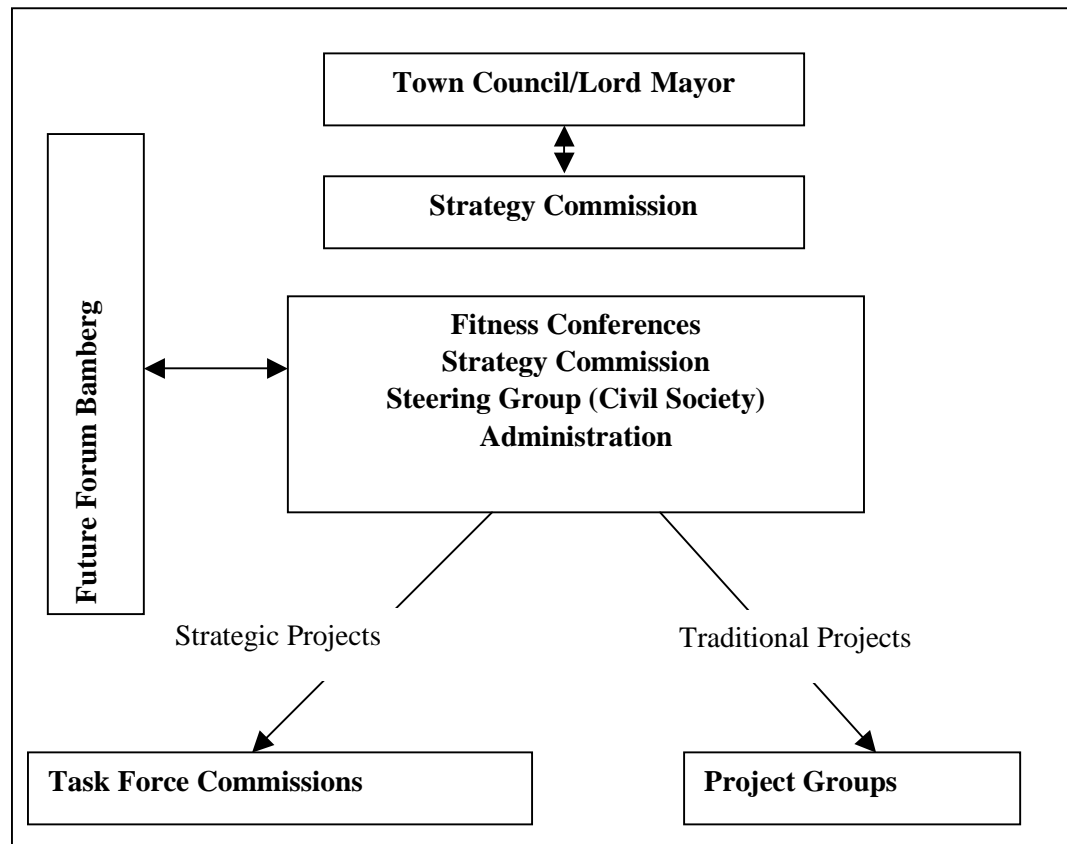 Town Council/Lord Mayor
Strategy Commission
Future Forum Bamberg
Fitness Conferences
Strategy Commission
Steering Group (Civil Society)
Administration
Strategic Projects
Traditional Projects
Task Force Commissions
Project Groups